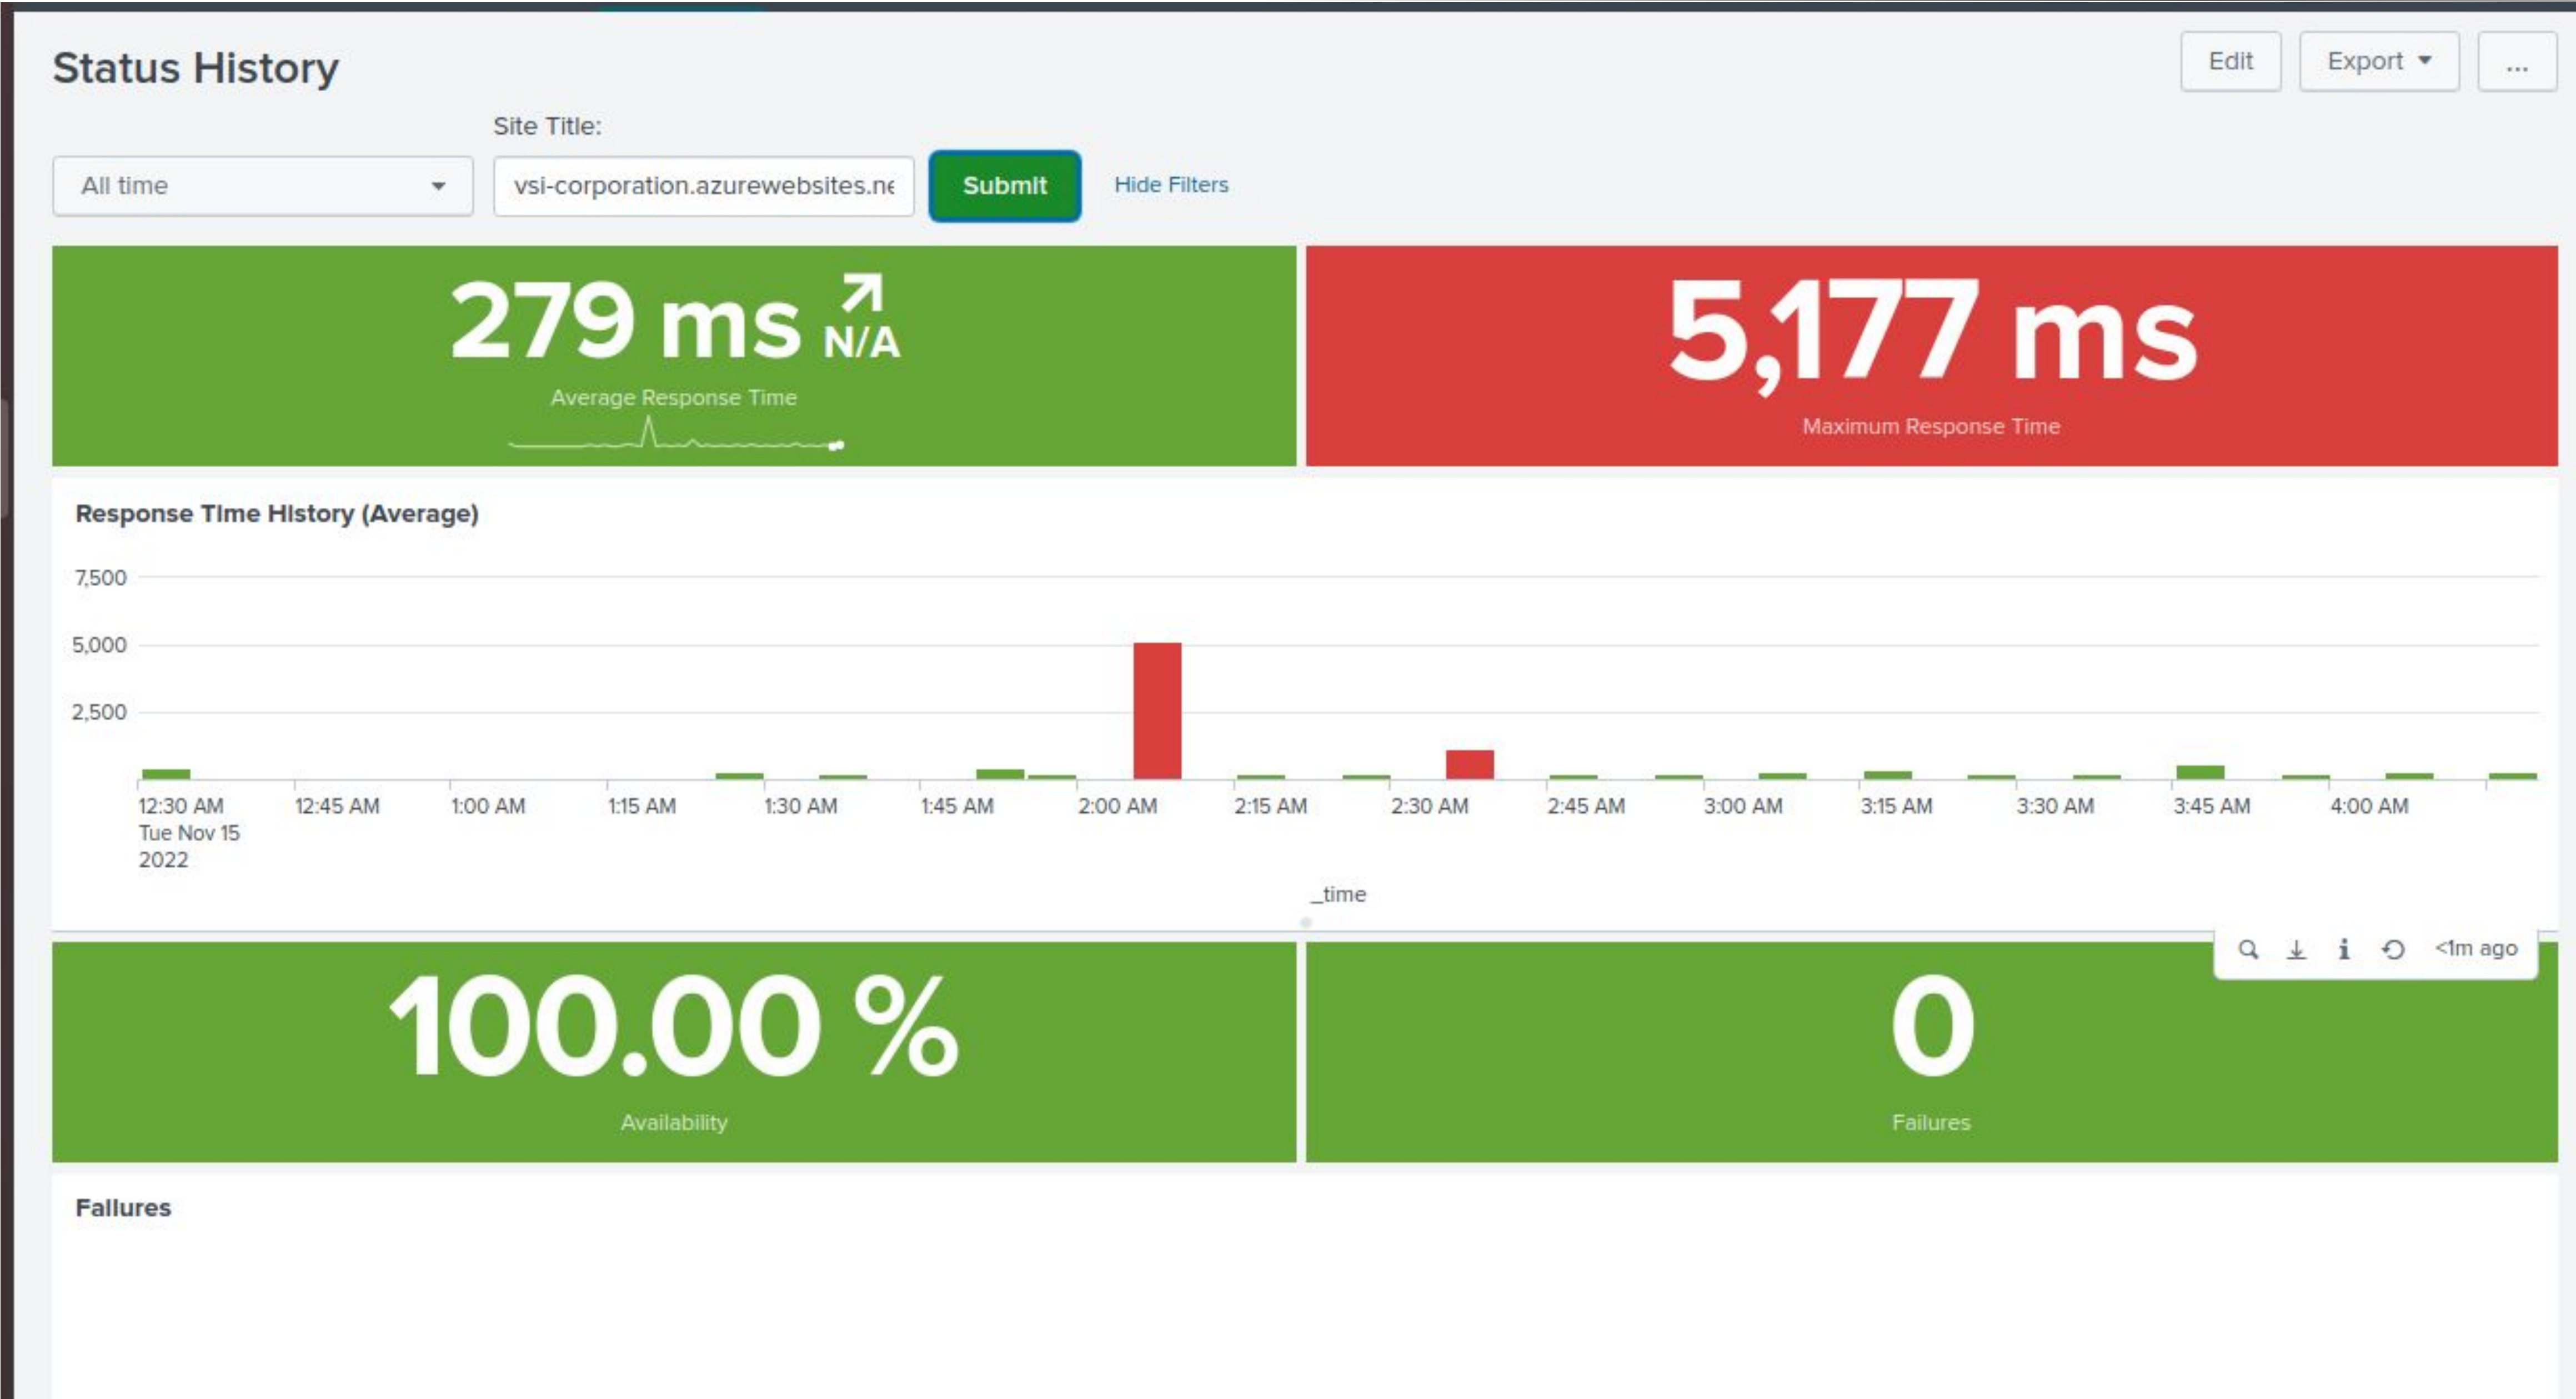 Status History
Edit
Export
...
Site Title:
All time
vsi-corporation.azurewebsites.ne
Submit
Hide Filters
279 ms
N/A
Average Response Time
5,177 ms
Maximum Response Time
Response Time History (Average)
7,500
5,000
2,500
12:30 AM 12:45 AM 1:00 AM 1:15 AM 1:30 AM 1:45 AM 2:00 AM 2:15 AM 2:30 AM 2:45 AM 3:00 AM 3:15 AM 3:30 AM 3:45 AM 4:00 AM
Tue Nov 15
2022
_time
<1m ago
100.00 %
Availability
0
Failures
Failures